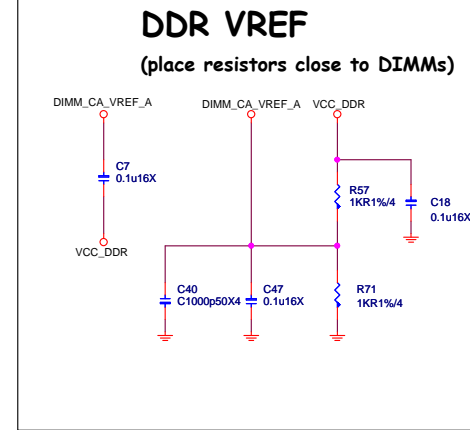 DDR VREF
(place resistors close to DIMMs)
DIMM_CA_VREF_A
DIMM_CA_VREF_A
VCC_DDR
C7
0.1u16X
VCC_DDR
R57
1KR1%/4
C18
0.1u16X
C40
C1000p50X4
C47
0.1u16X
R71
1KR1%/4